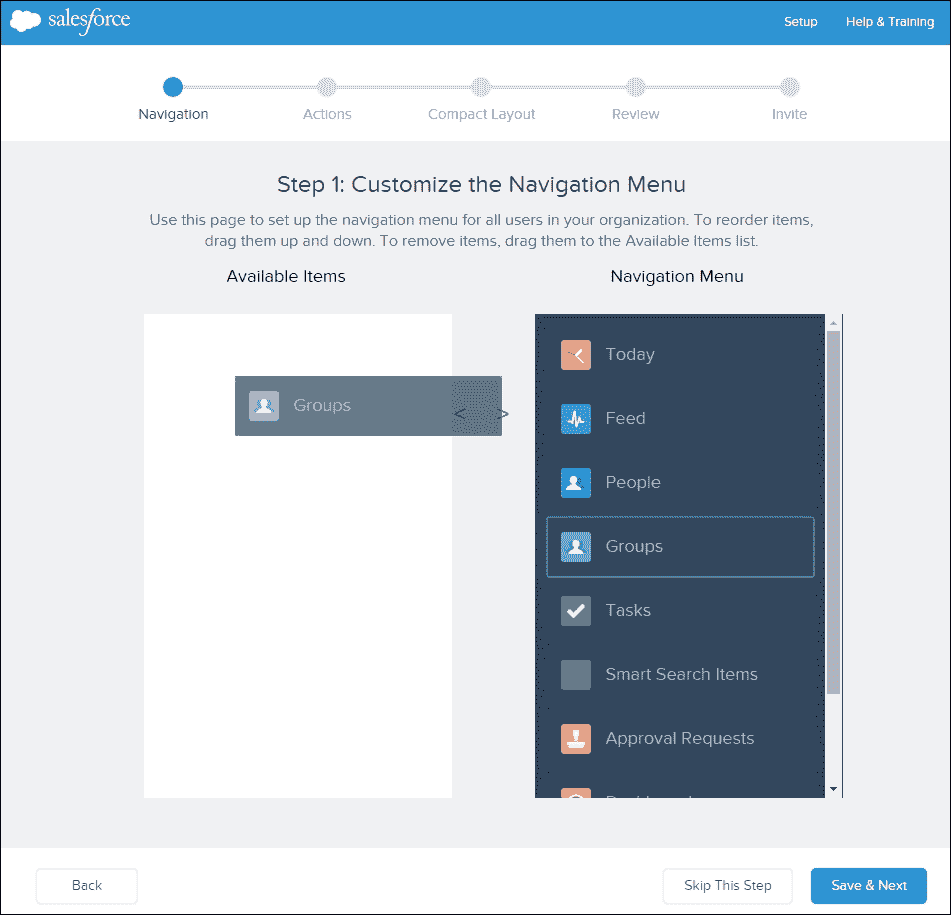 salesforce
Setup Help & Training
Navigation Actions Compact Layout Review Invite
Step 1: Customize the Navigation Menu
Use this page to set up the navigation menu for all users in your organization. To reorder items,
drag them up and down. To remove items, drag them to the Available Items list.
Available Items Navigation Menu
Today
Groups
< >
Feed
People
Groups
Tasks
Smart Search Items
Approval Requests
Back Skip This Step Save & Next